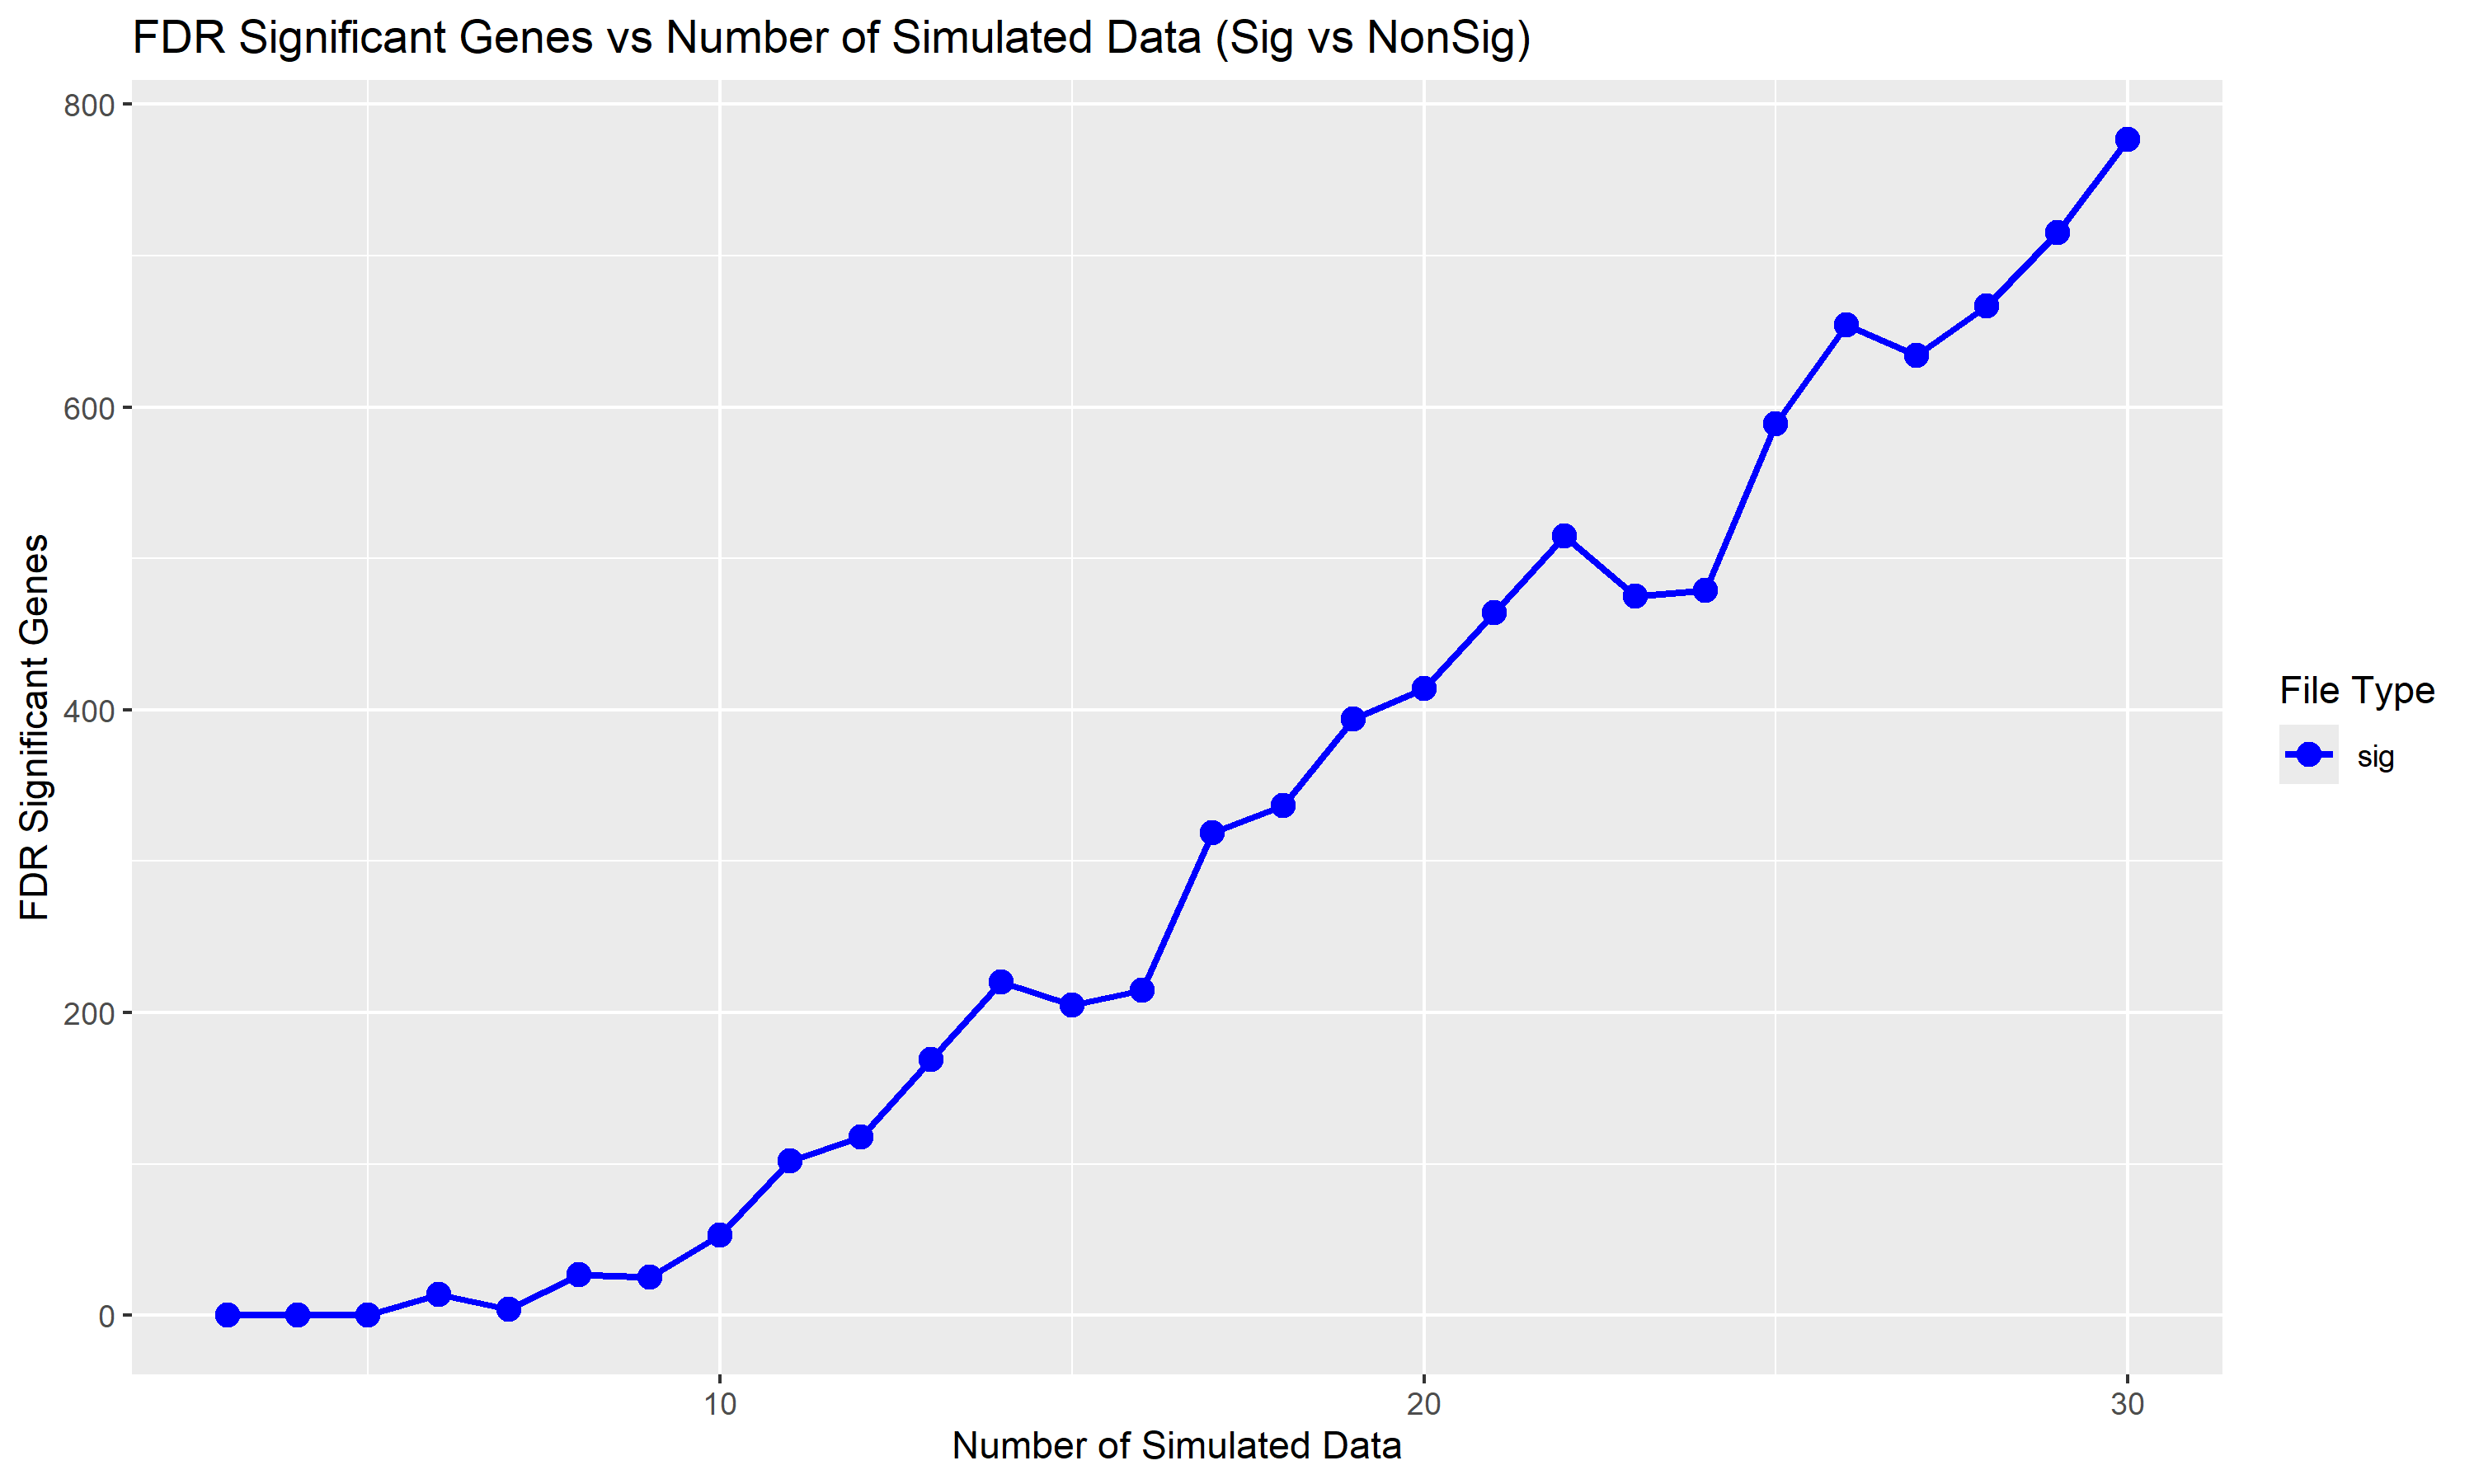 FDR Significant Genes vs Number of Simulated Data (Sig vs NonSig)
800
600
400
200
0
FDR Significant Genes
10
20
30
Number of Simulated Data
File Type
sig